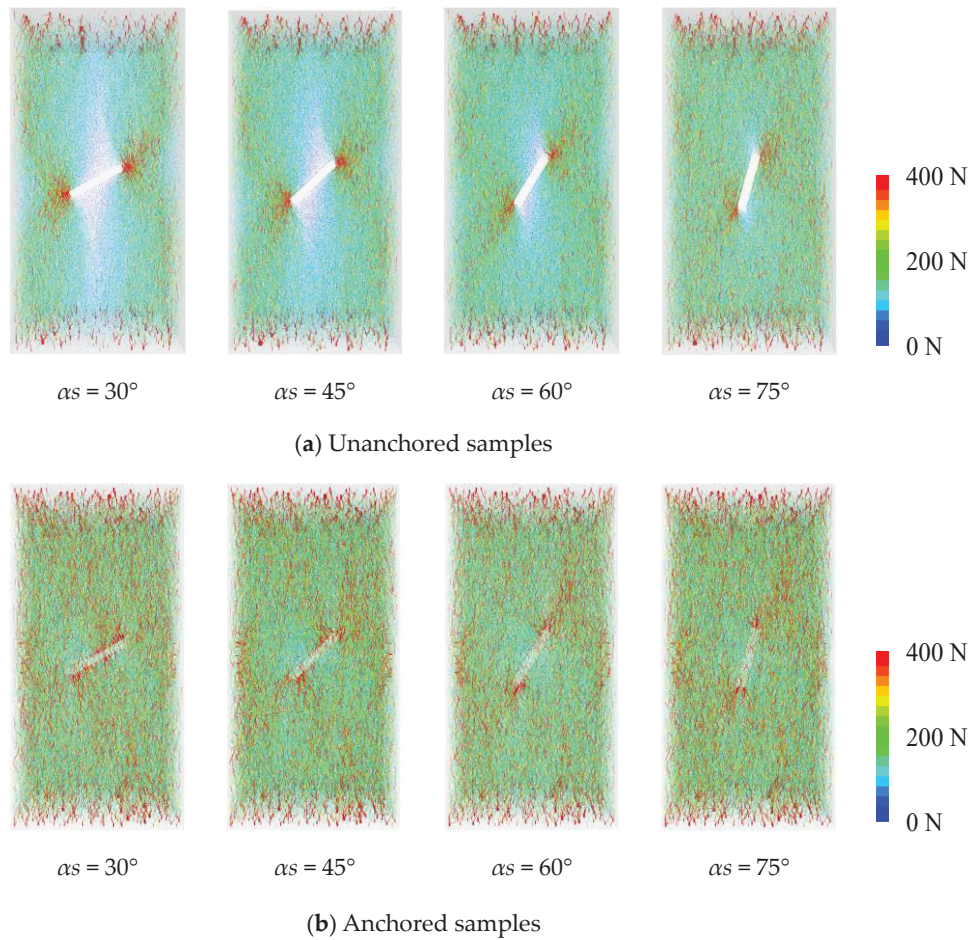 400 N
200 N
0 N
αs = 30°
αs = 45°
αs = 60°
αs = 75°
(a) Unanchored samples
400 N
200 N
0 N
αs = 30°
αs = 45°
αs = 60°
αs = 75°
(b) Anchored samples